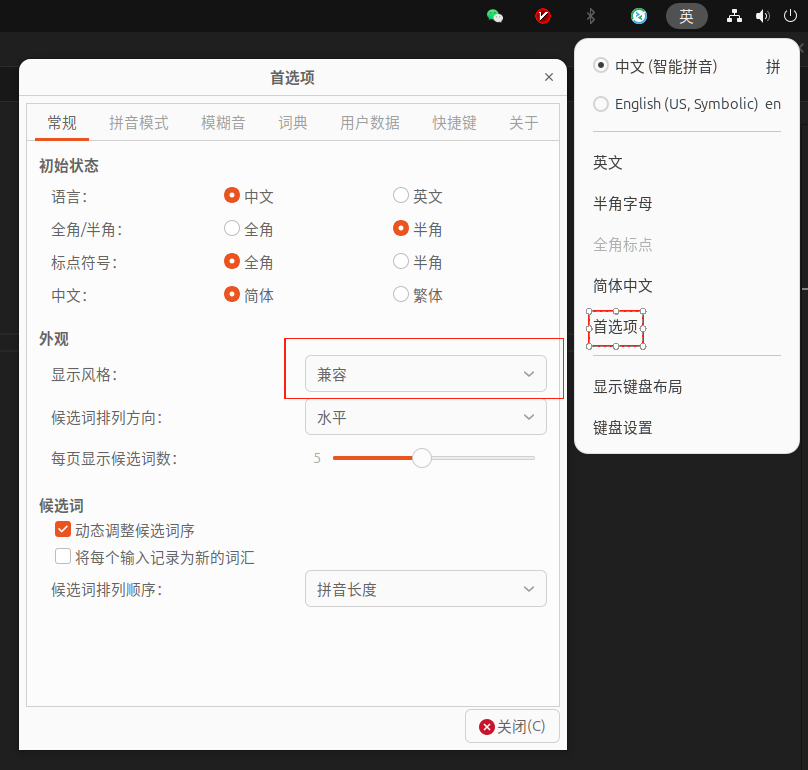 英
首选项
常规 拼音模式 模糊音 词典 用户数据 快捷键 关于
初始状态
语言: 中文 英文
全角/半角: 全角 半角
标点符号: 全角 半角
中文: 简体 繁体
外观
显示风格: 兼容
候选词排列方向: 水平
每页显示候选词数: 5
候选词
动态调整候选词序
将每个输入记录为新的词汇
候选词排列顺序: 拼音长度
关闭(C)
中文 (智能拼音) 拼
English (US, Symbolic) en
英文
半角字母
全角标点
简体中文
首选项
显示键盘布局
键盘设置